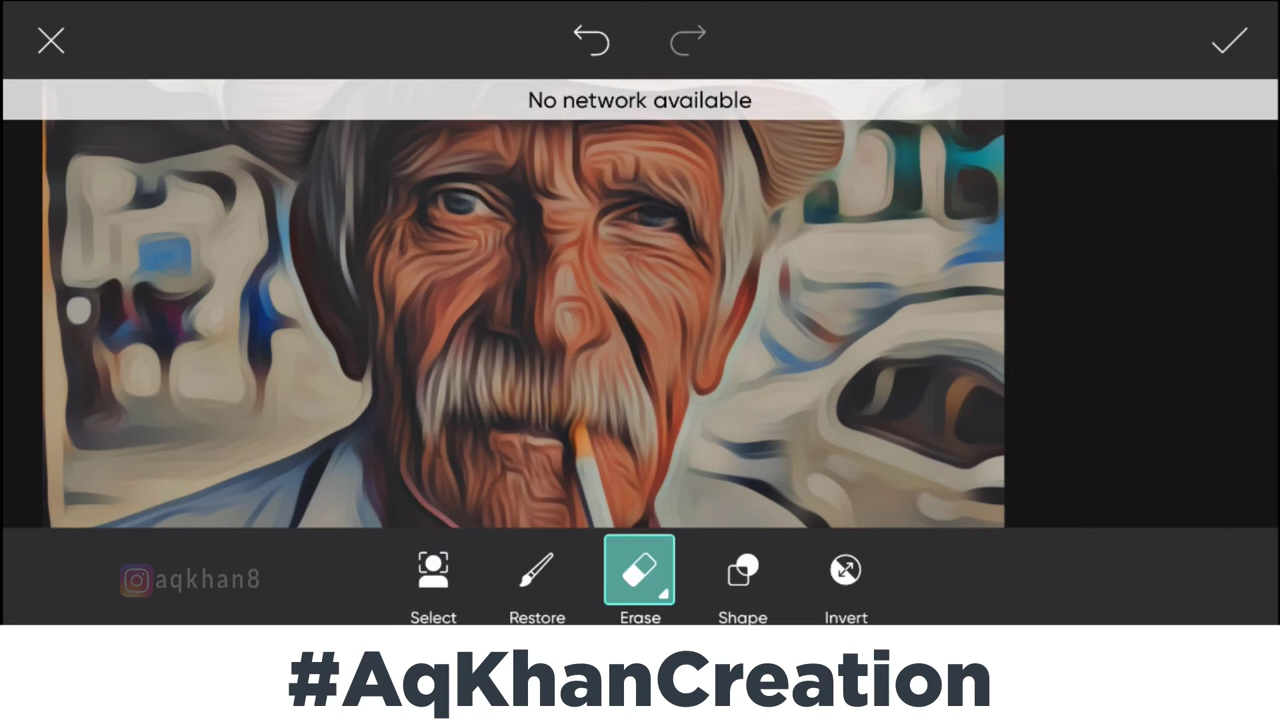 No network available
aqkhan8
Select
Restore
Erase
Shape
Invert
#AqKhanCreation